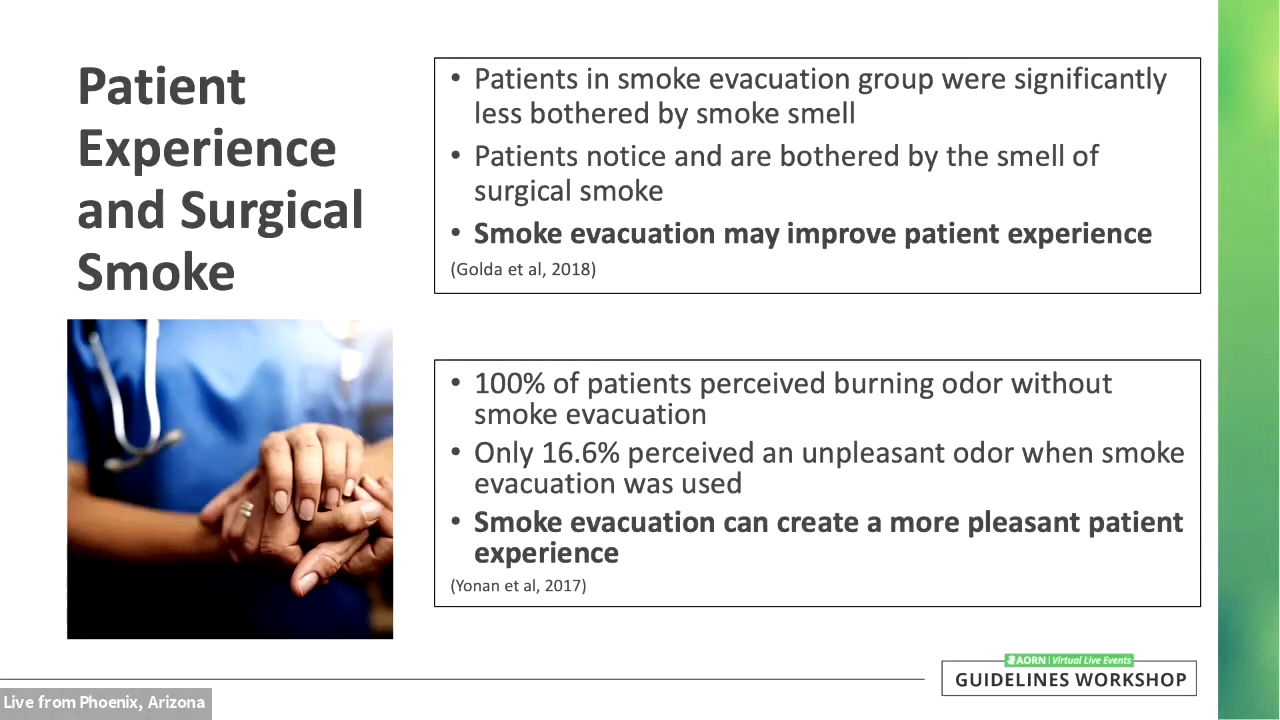 Patient
Experience
and Surgical
Smoke
• Patients in smoke evacuation group were significantly
less bothered by smoke smell
• Patients notice and are bothered by the smell of
surgical smoke
• Smoke evacuation may improve patient experience
(Golda et al, 2018)
• 100% of patients perceived burning odor without
smoke evacuation
• Only 16.6% perceived an unpleasant odor when smoke
evacuation was used
• Smoke evacuation can create a more pleasant patient
experience
(Yonan et al, 2017)
AORN | Virtual Live Events
GUIDELINES WORKSHOP
Live from Phoenix, Arizona